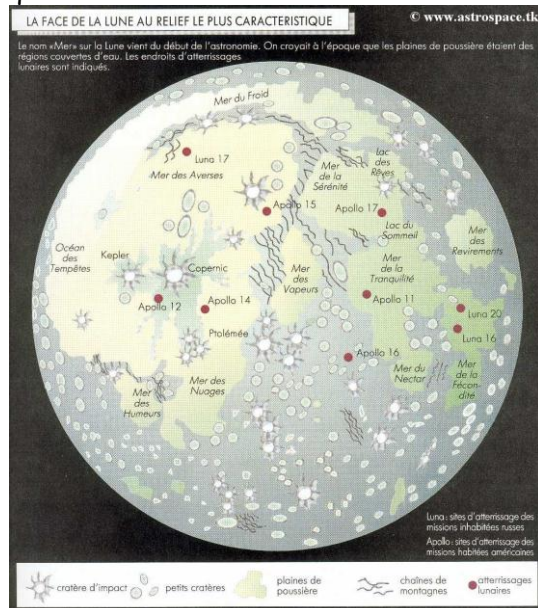 LA FACE DE LA LUNE AU RELIEF LE PLUS CARACTERISTIQUE
© www.astrospace.tk
Le nom «Mer» sur la Lune vient du début de l'astronomie. On croyait à l'époque que les plaines de poussière étaient des
régions couvertes d'eau. Les endroits d'atterrissages
lunaires sont indiqués.
Mer du Froid
Luna 17
Mer des Averses
Lac
des
Rêves
Mer
de la
Sérénité
Apollo 15
Apollo 17
Lac du
Sommeil
Mer
des
Revirements
Océan
des
Tempêtes
Kepler
Copernic
Mer
des
Vapeurs
Mer
de la
Tranquilité
Apollo 12
Apollo 14
Apollo 11
Luna 20
Luna 16
Ptolémée
Apollo 16
Mer du
Nectar
Mer
de la
Fécon-
dité
Mer des
Nuages
Mer
des
Humeurs
Luna : sites d'atterrissage des
missions inhabitées russes
Apollo : sites d'atterrissage des
missions habitées américaines
cratère d'impact
petits cratères
plaines de
poussière
chaînes de
montagnes
atterrissages
lunaires